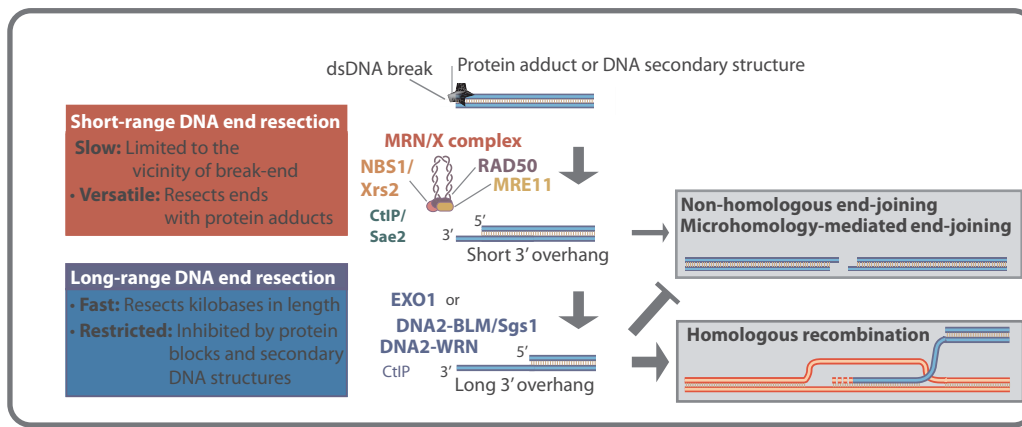 dsDNA break
Protein adduct or DNA secondary structure
Short-range DNA end resection
Slow: Limited to the
vicinity of break-end
• Versatile: Resects ends
with protein adducts
MRN/X complex
NBS1/
Xrs2
RAD50
MRE11
CtIP/
Sae2
5′
3′
Short 3′ overhang
Non-homologous end-joining
Microhomology-mediated end-joining
Long-range DNA end resection
• Fast: Resects kilobases in length
• Restricted: Inhibited by protein
blocks and secondary
DNA structures
EXO1 or
DNA2-BLM/Sgs1
DNA2-WRN
CtIP
5′
3′
Long 3′ overhang
Homologous recombination